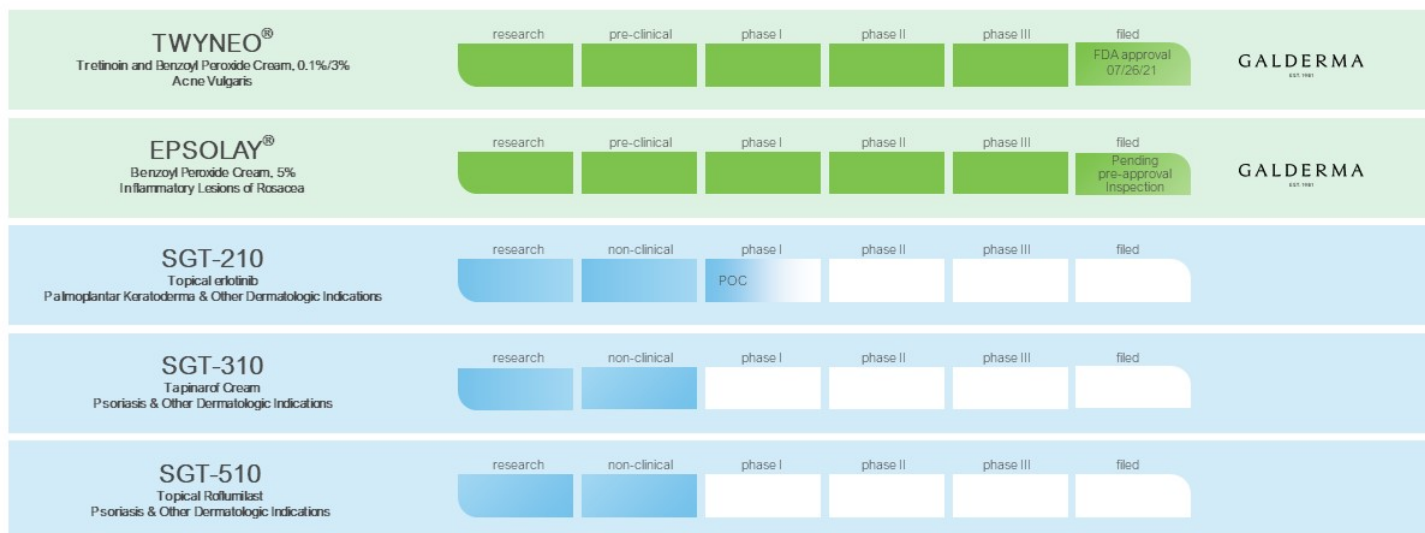 TWYNEO®
Tretinoin and Benzoyl Peroxide Cream, 0.1%/3%
Acne Vulgaris
research pre-clinical phase I phase II phase III filed
FDA approval
07/26/21
GALDERMA
EST. 1981
EPSOLAY®
Benzoyl Peroxide Cream, 5%
Inflammatory Lesions of Rosacea
research pre-clinical phase I phase II phase III filed
Pending
pre-approval
Inspection
GALDERMA
EST. 1981
SGT-210
Topical erlotinib
Palmoplantar Keratoderma & Other Dermatologic Indications
research non-clinical phase I phase II phase III filed
POC
SGT-310
Tapinarof Cream
Psoriasis & Other Dermatologic Indications
research non-clinical phase I phase II phase III filed
SGT-510
Topical Roflumilast
Psoriasis & Other Dermatologic Indications
research non-clinical phase I phase II phase III filed